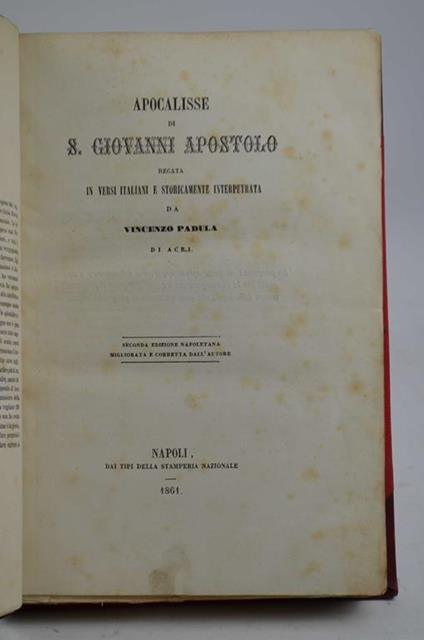 APOCALISSE
DI
S. GIOVANNI APOSTOLO
RECATA
IN VERSI ITALIANI E STORICAMENTE INTERPETRATA
DA
VINCENZO PADULA
DI ACRI.
SECONDA EDIZIONE NAPOLETANA
MIGLIORATA E CORRETTA DALL'AUTORE
NAPOLI,
DAI TIPI DELLA STAMPERIA NAZIONALE
1861.